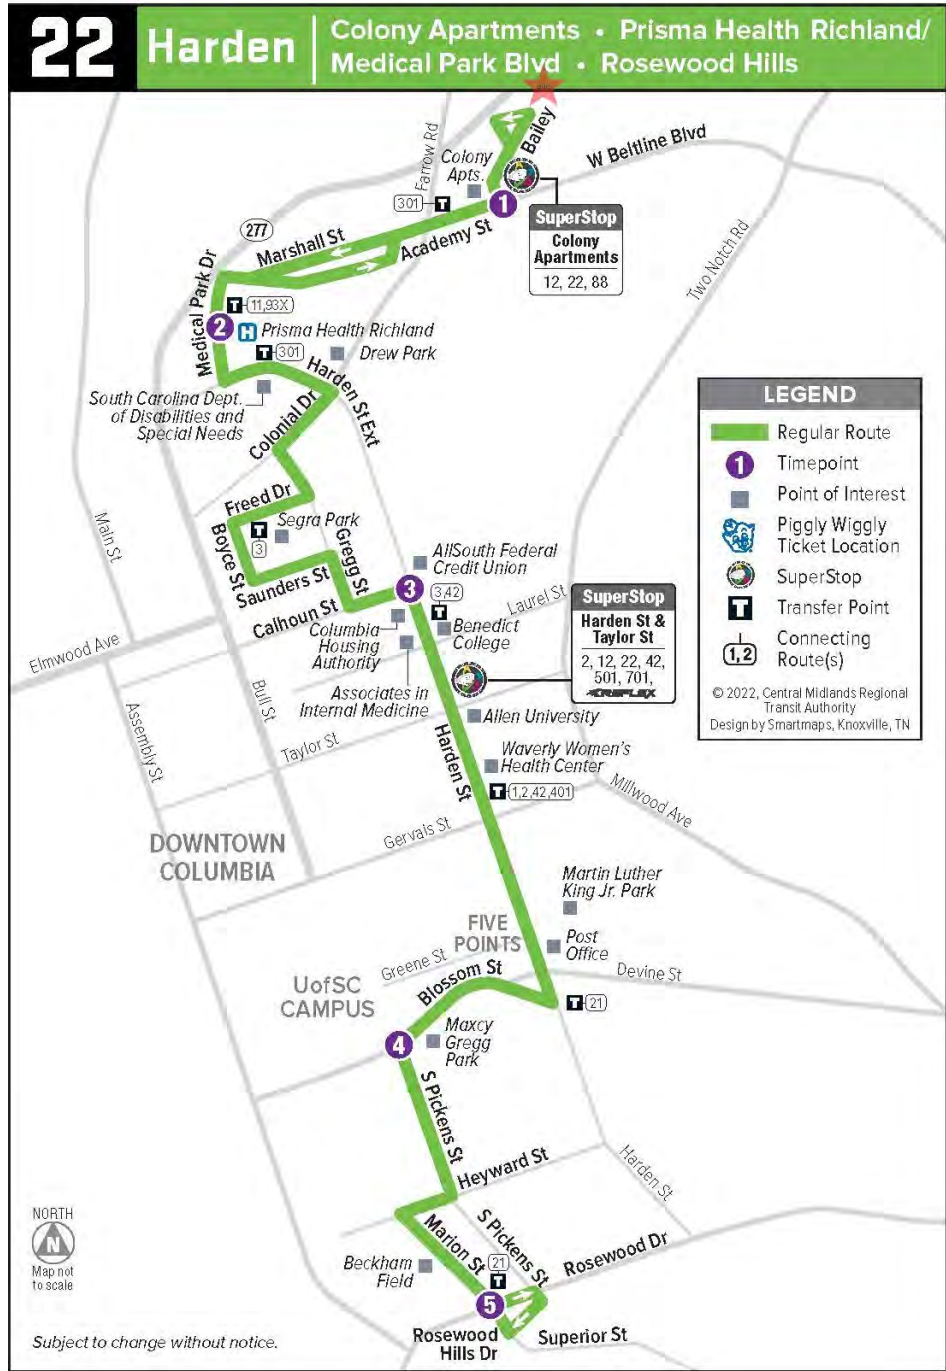 22 Harden
Colony Apartments • Prisma Health Richland/
Medical Park Blvd • Rosewood Hills
Bailey
W Beltline Blvd
Farrow Rd
Colony
Apts.
301 T
1
SuperStop
Colony
Apartments
12, 22, 88
277
Marshall St
Academy St
Two Notch Rd
Medical Park Dr
T 11,93X
2
H Prisma Health Richland
T 301
Drew Park
Harden St Ext
South Carolina Dept.
of Disabilities and
Special Needs
Colonial Dr
LEGEND
Regular Route
1 Timepoint
Point of Interest
Piggly Wiggly
Ticket Location
SuperStop
T Transfer Point
1,2 Connecting
Route(s)
© 2022, Central Midlands Regional
Transit Authority
Design by Smartmaps, Knoxville, TN
Main St
Freed Dr
Segra Park
T
3
Boyce St
Gregg St
Saunders St
Calhoun St
AllSouth Federal
Credit Union
3
3,42
T
Laurel St
Benedict
College
Columbia
Housing
Authority
Associates in
Internal Medicine
SuperStop
Harden St &
Taylor St
2, 12, 22, 42,
501, 701,
Elmwood Ave
Bull St
Assembly St
Taylor St
Allen University
Harden St
Waverly Women's
Health Center
T 1,2,42,401
Millwood Ave
Gervais St
DOWNTOWN
COLUMBIA
Martin Luther
King Jr. Park
FIVE
POINTS
Post
Office
Greene St
Blossom St
Devine St
UofSC
CAMPUS
T 21
4
Maxcy
Gregg
Park
S Pickens St
Heyward St
Harden St
NORTH
N
Map not
to scale
Marion St
S Pickens St
Rosewood Dr
Beckham
Field
21
T
5
Rosewood
Hills Dr
Superior St
Subject to change without notice.